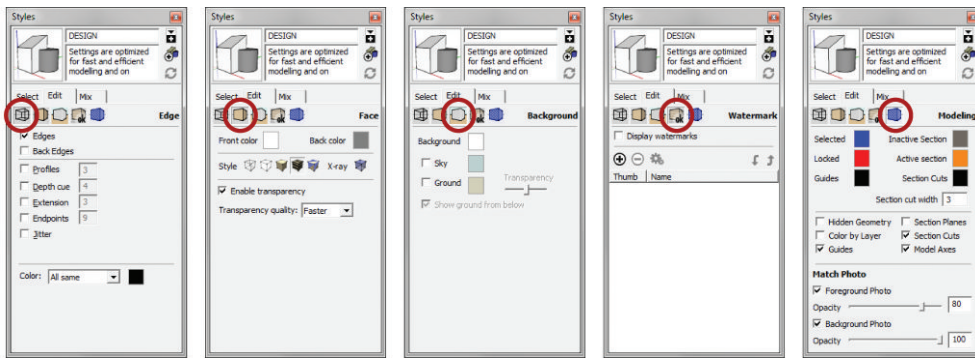 Styles
DESIGN
Settings are optimized
for fast and efficient
modelling and on
Select Edit Mix
Edge
Edges
Back Edges
Profiles 3
Depth cue 4
Extension 3
Endpoints 9
Jitter
Color: All same
Styles
DESIGN
Settings are optimized
for fast and efficient
modelling and on
Select Edit Mix
Face
Front color Back color
Style X-ray
Enable transparency
Transparency quality: Faster
Styles
DESIGN
Settings are optimized
for fast and efficient
modelling and on
Select Edit Mix
Background
Background
Sky
Ground Transparency
Show ground from below
Styles
DESIGN
Settings are optimized
for fast and efficient
modelling and on
Select Edit Mix
Watermark
Display watermarks
Thumb Name
Styles
DESIGN
Settings are optimized
for fast and efficient
modelling and on
Select Edit Mix
Modeling
Selected Inactive Section
Locked Active section
Guides Section Cuts
Section cut width 3
Hidden Geometry Section Planes
Color by Layer Section Cuts
Guides Model Axes
Match Photo
Foreground Photo
Opacity 80
Background Photo
Opacity 100